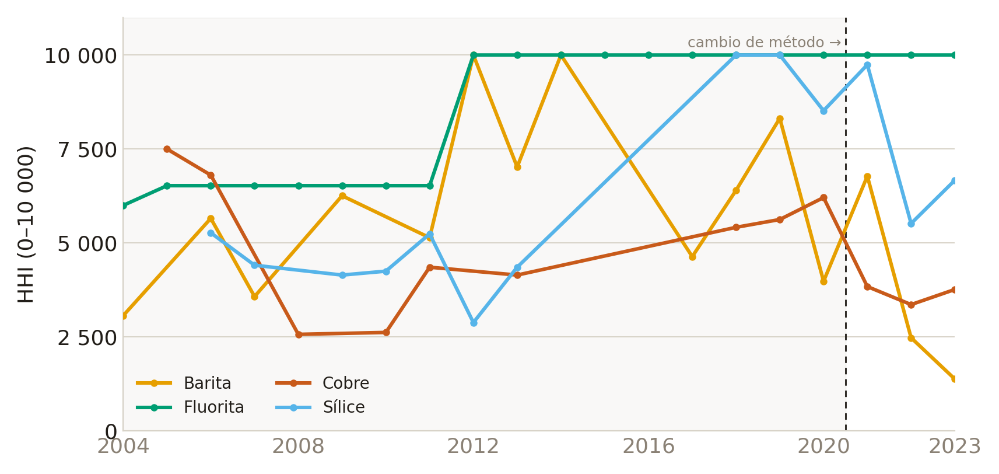 cambio de método →
10 000
7 500
5 000
2 500
0
HHI (0–10 000)
Barita
Fluorita
Cobre
Sílice
2004
2008
2012
2016
2020
2023